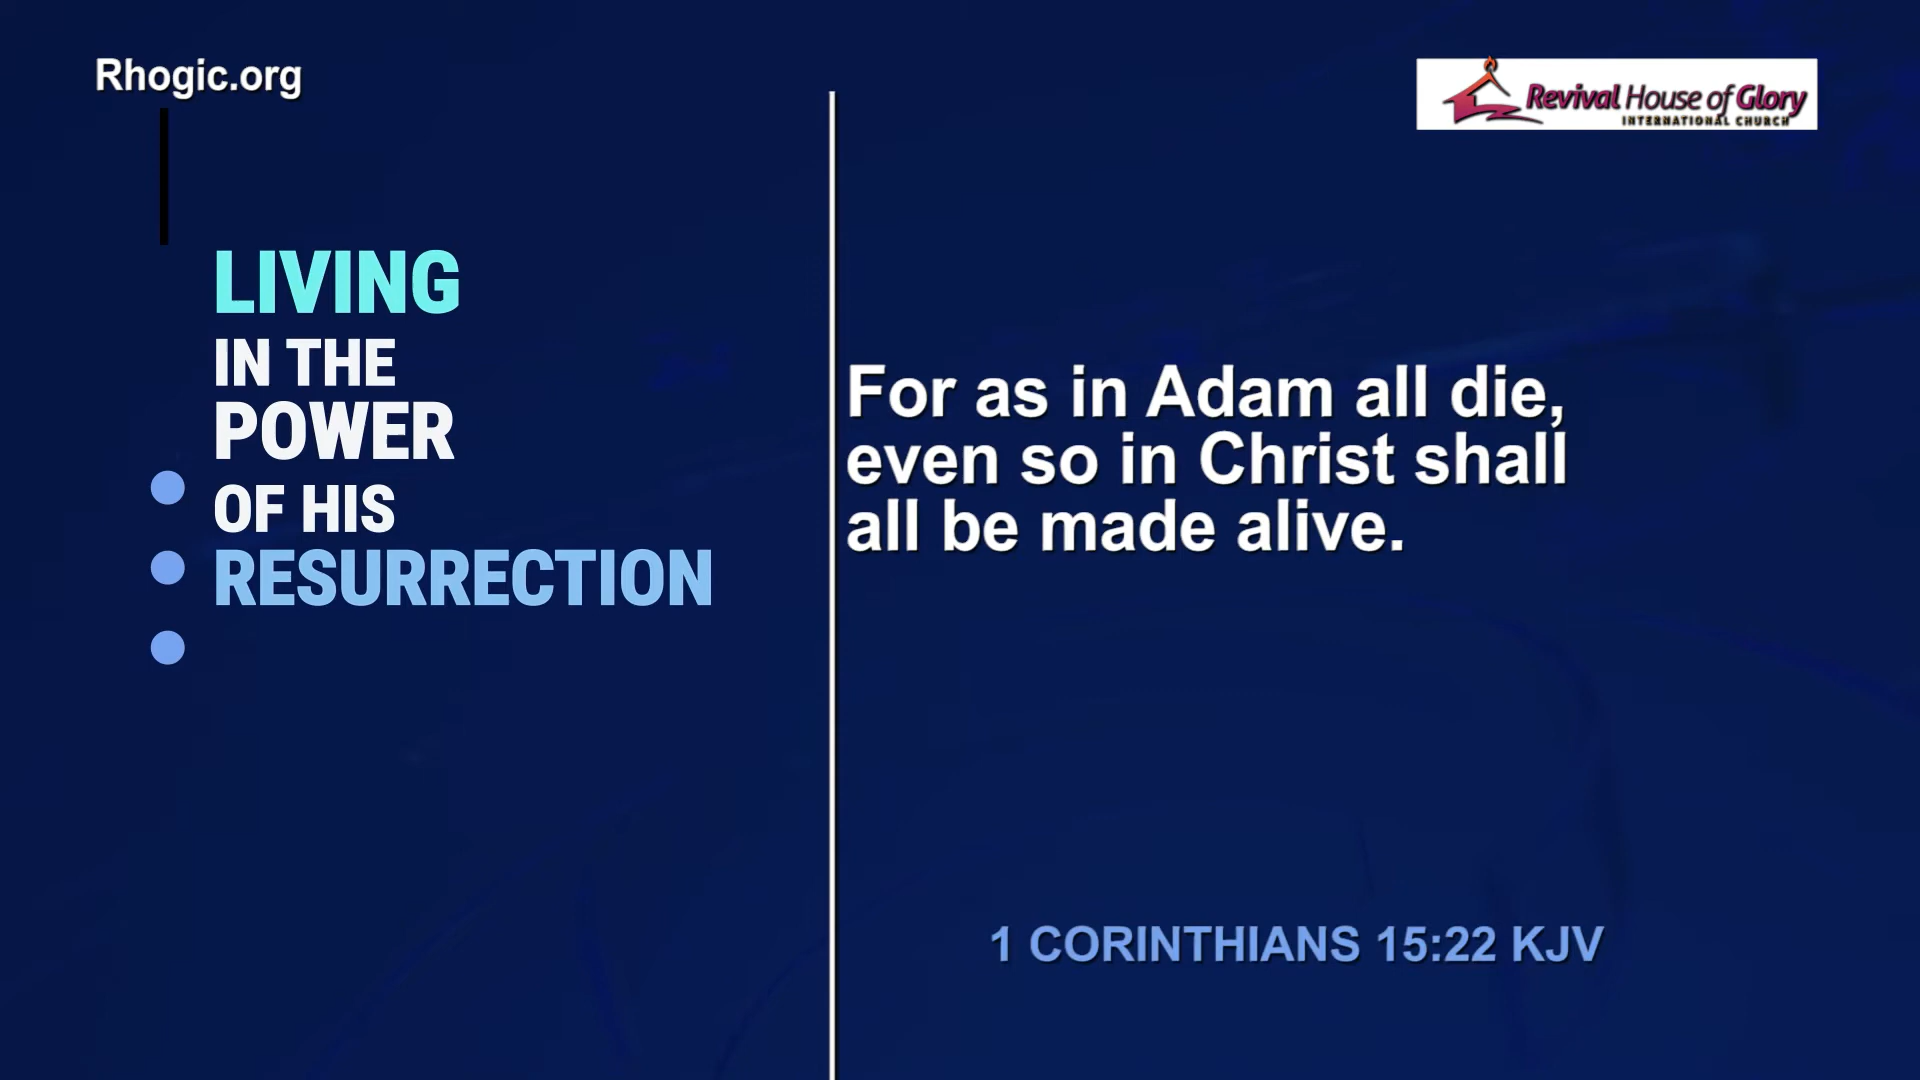 Rhogic.org
Revival House of Glory
INTERNATIONAL CHURCH
LIVING
IN THE
POWER
OF HIS
RESURRECTION
For as in Adam all die,
even so in Christ shall
all be made alive.
1 CORINTHIANS 15:22 KJV